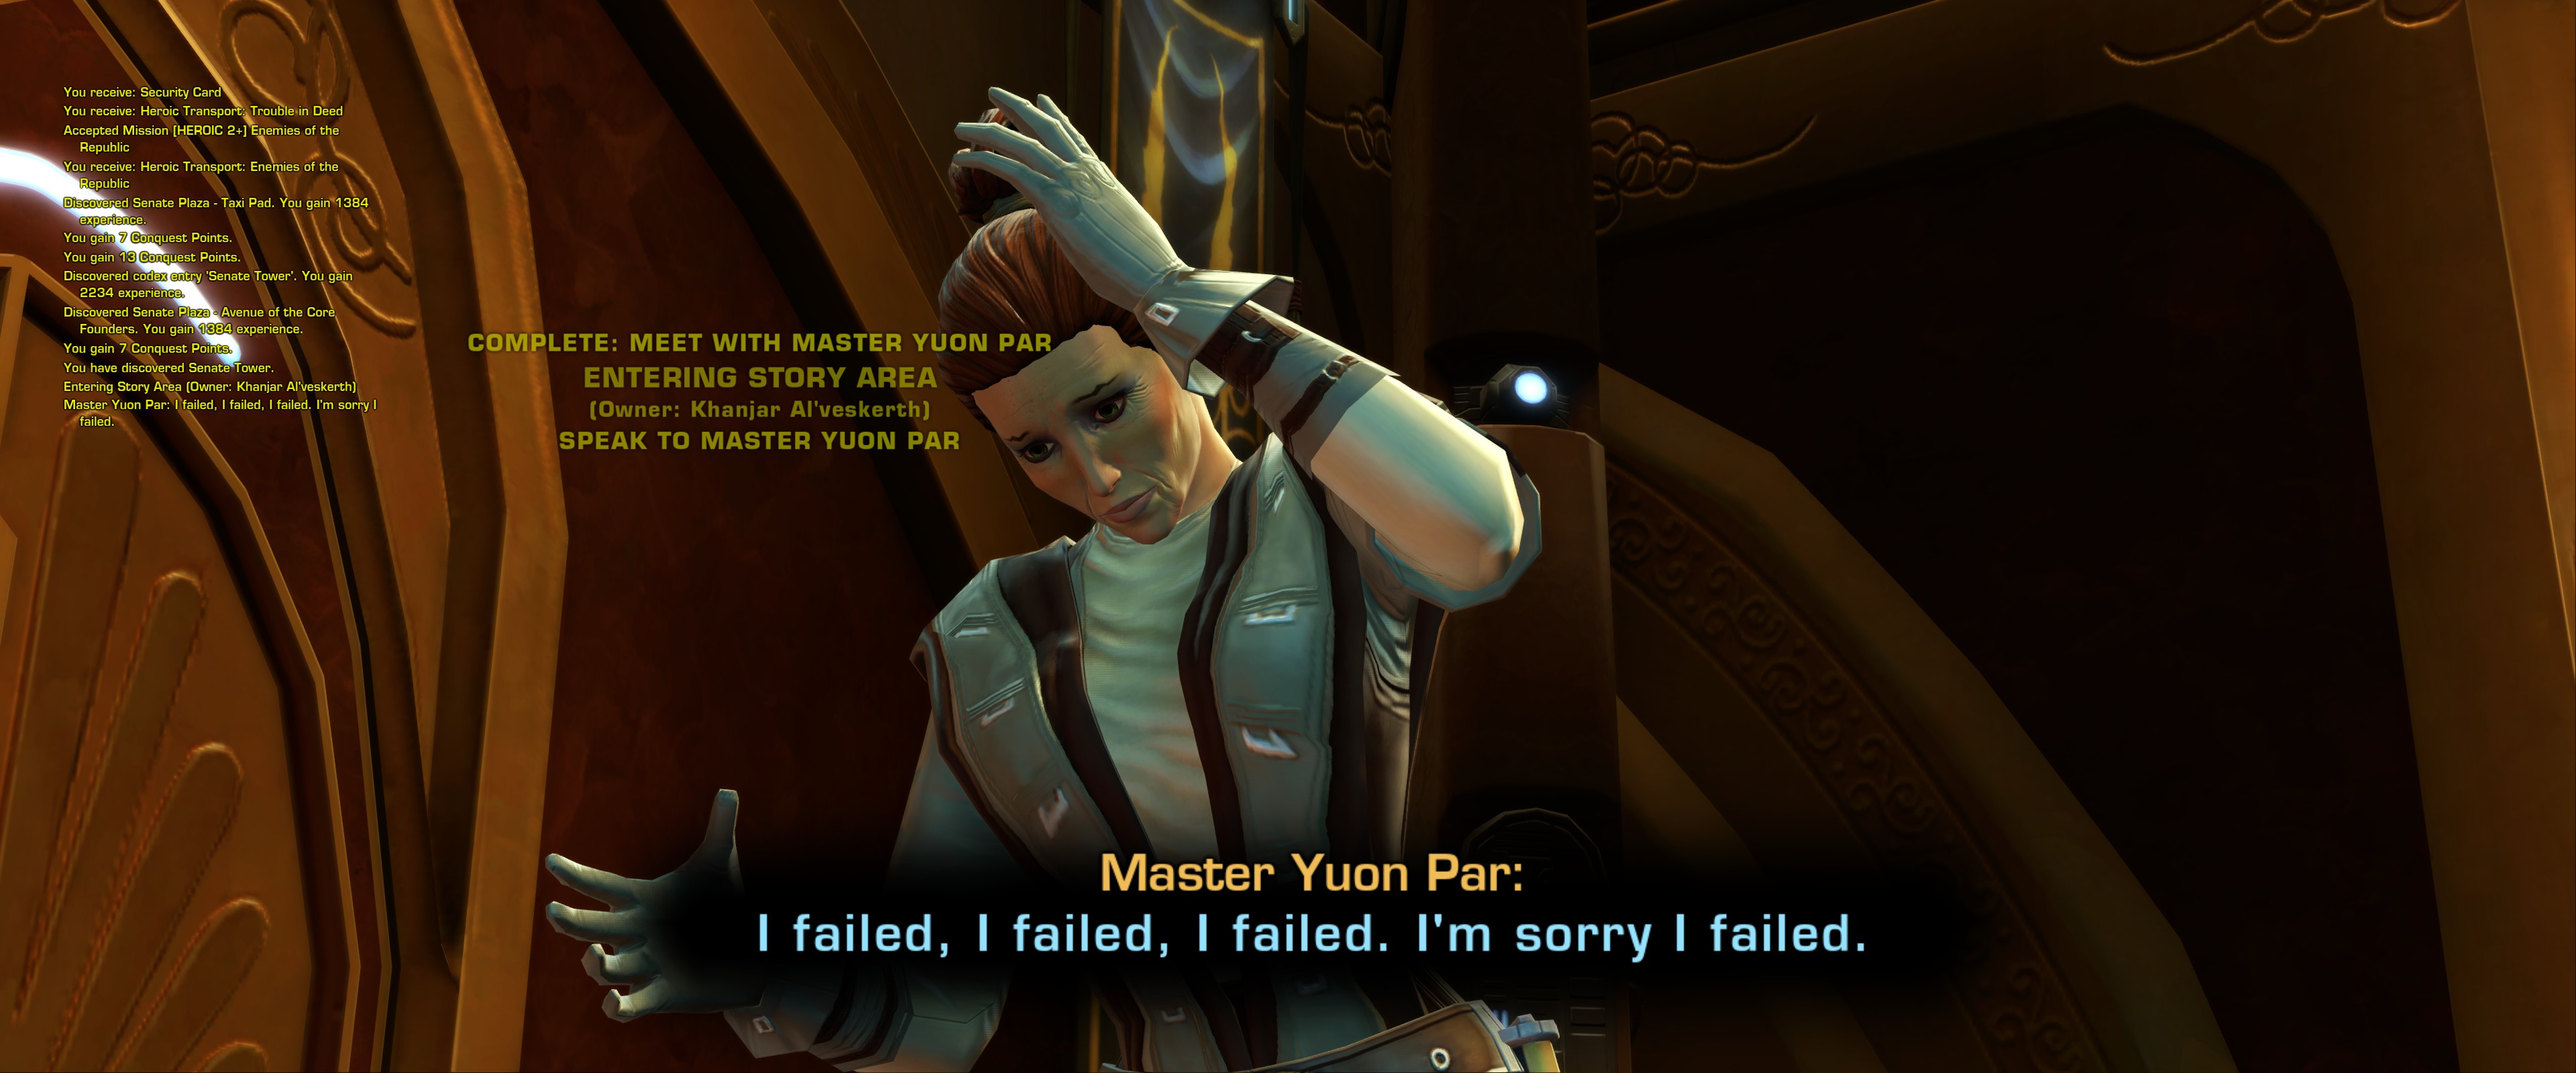 You receive: Security Card
You receive: Heroic Transport: Trouble in Deed
Accepted Mission [HEROIC 2+] Enemies of the
Republic
You receive: Heroic Transport: Enemies of the
Republic
Discovered Senate Plaza - Taxi Pad. You gain 1384
experience.
You gain 7 Conquest Points.
You gain 13 Conquest Points.
Discovered codex entry 'Senate Tower'. You gain
2234 experience.
Discovered Senate Plaza - Avenue of the Core
Founders. You gain 1384 experience.
You gain 7 Conquest Points.
You have discovered Senate Tower.
Entering Story Area (Owner: Khanjar Al'veskerth)
Master Yuon Par: I failed, I failed, I failed. I'm sorry I
failed.
COMPLETE: MEET WITH MASTER YUON PAR
ENTERING STORY AREA
(Owner: Khanjar Al'veskerth)
SPEAK TO MASTER YUON PAR
Master Yuon Par:
I failed, I failed, I failed. I'm sorry I failed.